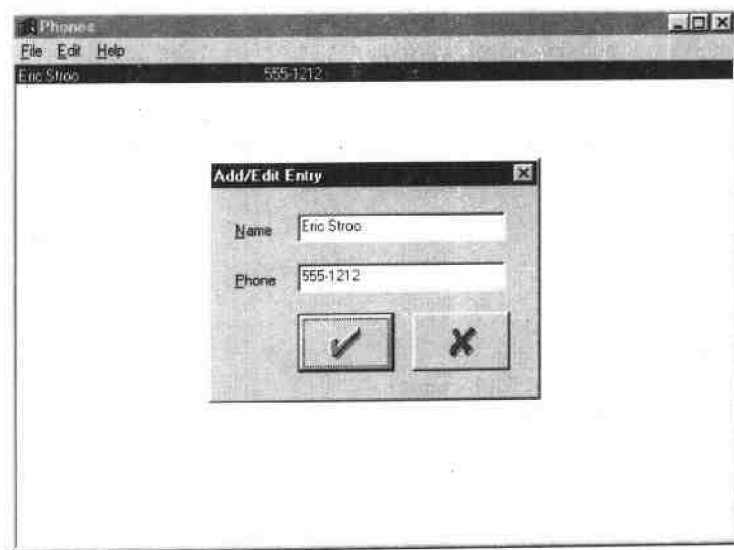 Phones
File Edit Help
Eric Stroo 555-1212
Add/Edit Entry
Name Eric Stroo
Phone 555-1212